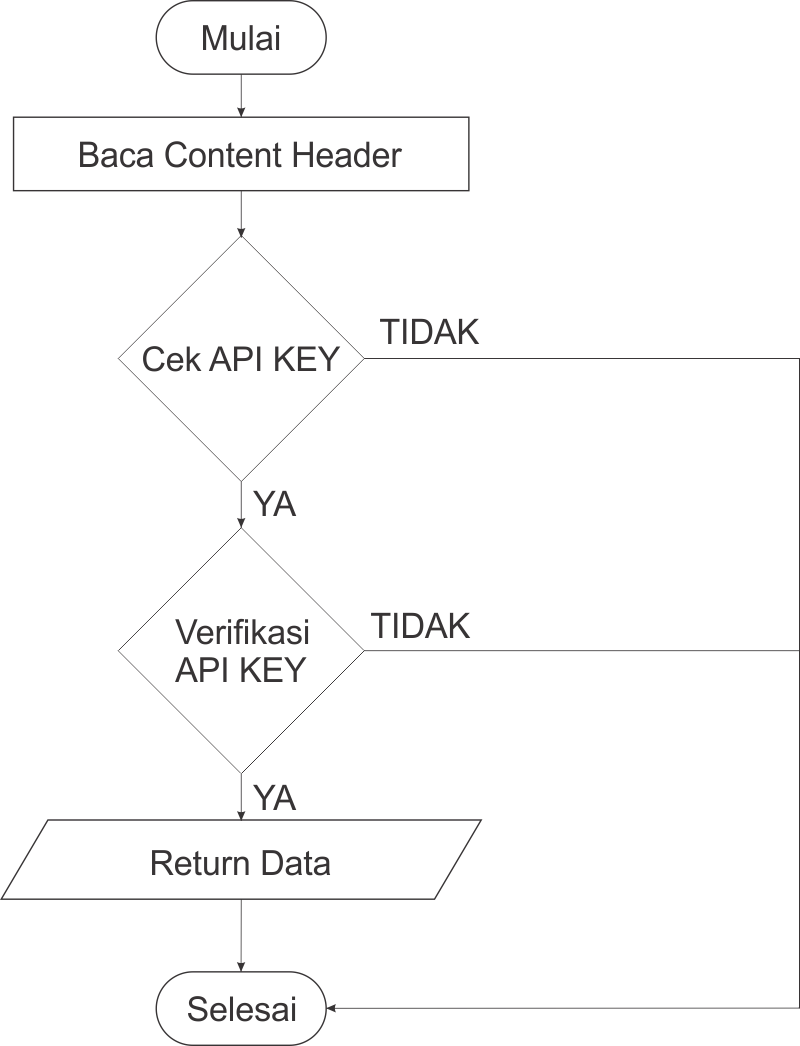 Mulai
Baca Content Header
Cek API KEY
TIDAK
YA
Verifikasi
API KEY
TIDAK
YA
Return Data
Selesai